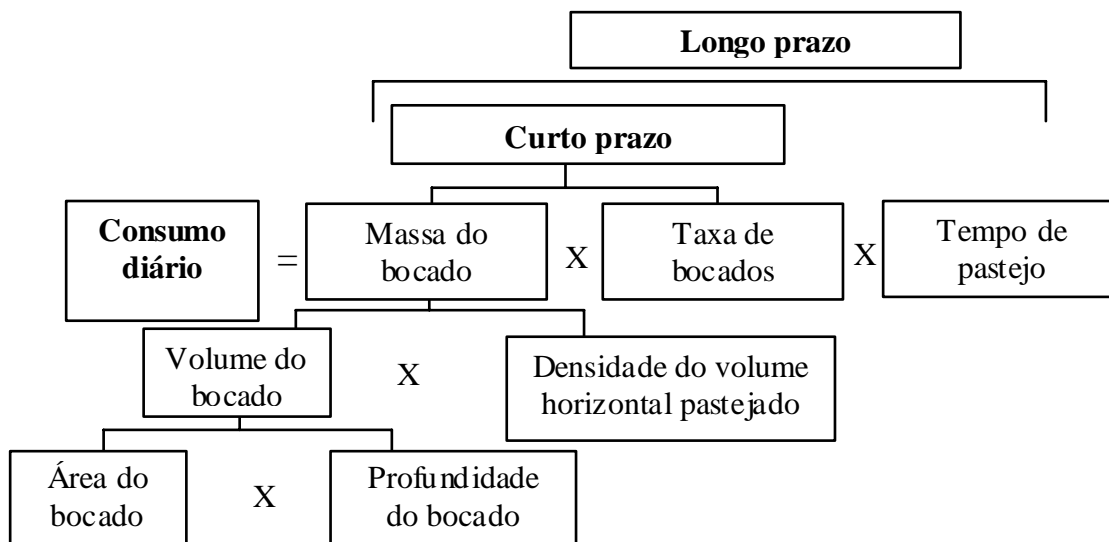 Longo prazo
Curto prazo
Consumo
diário
=
Massa do
bocado
X
Taxa de
bocados
X
Tempo de
pastejo
Volume do
bocado
X
Densidade do volume
horizontal pastejado
Área do
bocado
X
Profundidade
do bocado